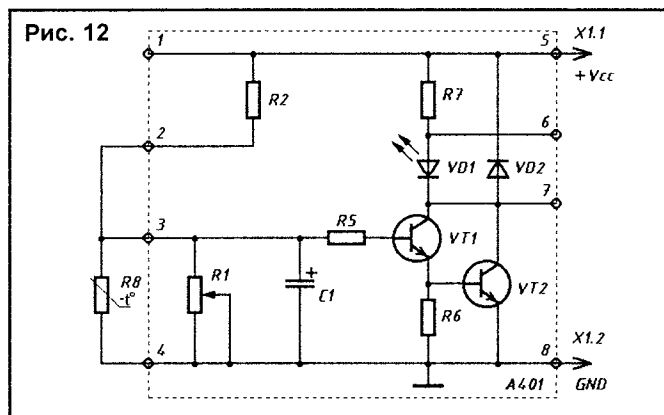 Рис. 12
1
5
X1.1
+Vcc
R2
R7
2
6
VD1
VD2
7
3
R5
VT1
R8
-t°
R1
+
C1
VT2
R6
4
8
X1.2
A401
GND